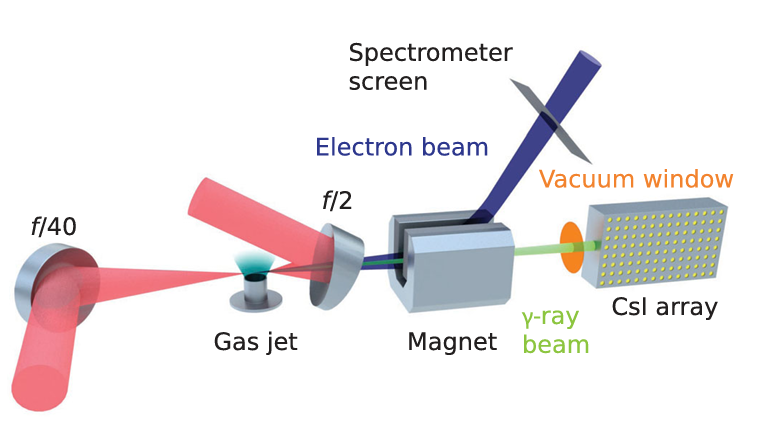 Spectrometer
screen
Electron beam
Vacuum window
f/2
f/40
CsI array
γ-ray
beam
Gas jet
Magnet